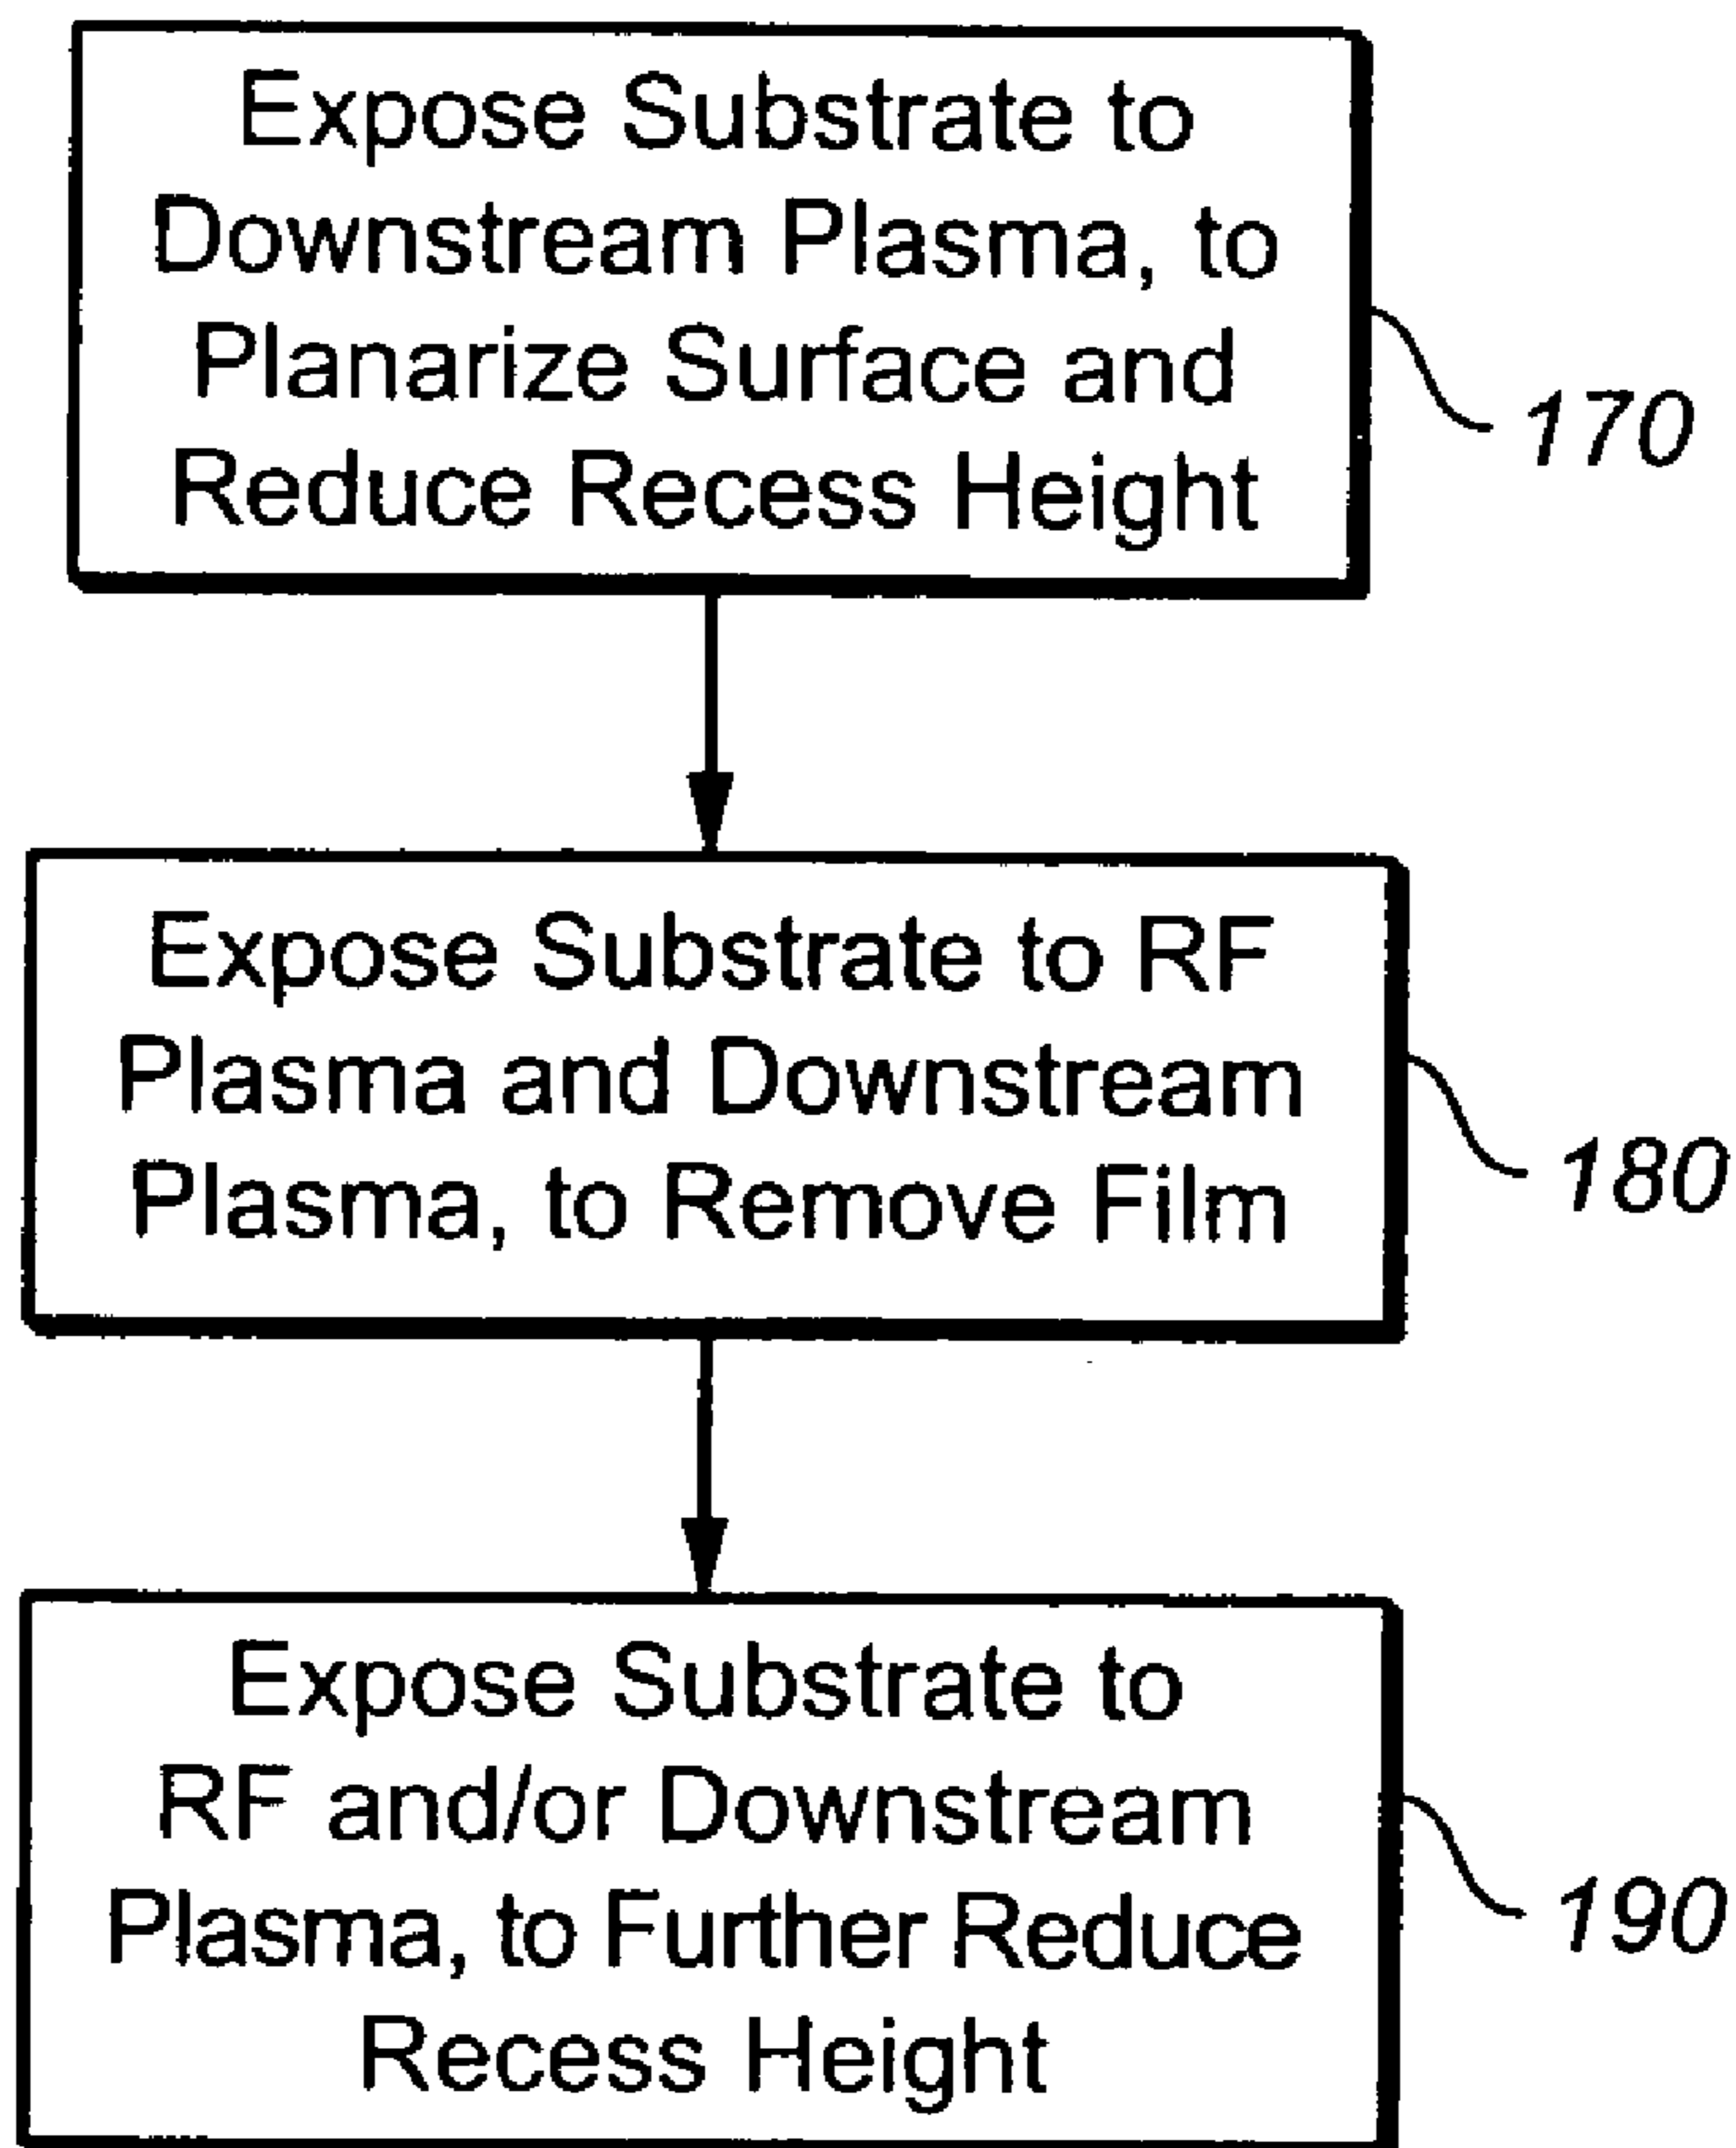 Expose Substrate to
Downstream Plasma, to
Planarize Surface and
Reduce Recess Height
170
Expose Substrate to RF
Plasma and Downstream
Plasma, to Remove Film
180
Expose Substrate to
RF and/or Downstream
Plasma, to Further Reduce
Recess Height
190